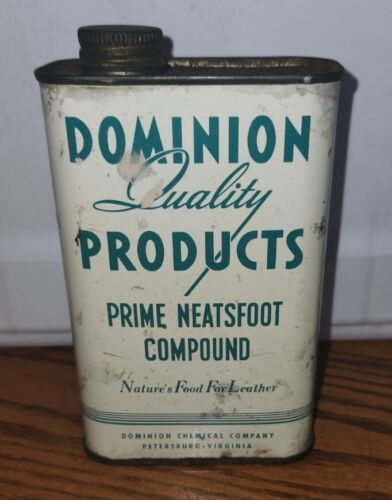 DOMINION
Quality
PRODUCTS
PRIME NEATSFOOT
COMPOUND
Nature's Food For Leather
DOMINION CHEMICAL COMPANY
PETERSBURG-VIRGINIA